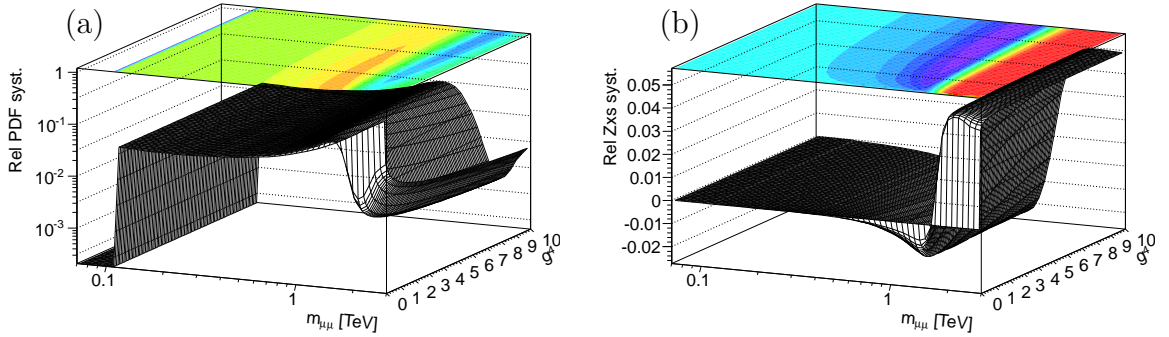 (a)
Rel PDF syst.
1
10⁻¹
10⁻²
10⁻³
0.1
1
m_μμ [TeV]
0 1 2 3 4 5 6 7 8 9 10
g⁴
(b)
Rel Zxs syst.
0.05
0.04
0.03
0.02
0.01
0
-0.01
-0.02
0.1
1
m_μμ [TeV]
0 1 2 3 4 5 6 7 8 9 10
g⁴